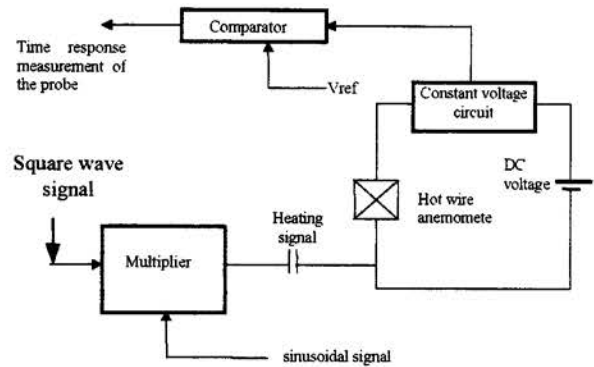 Comparator
Time response
measurement of
the probe
Vref
Constant voltage
circuit
Square wave
signal
DC
voltage
Heating
signal
Hot wire
anemomete
Multiplier
sinusoidal signal